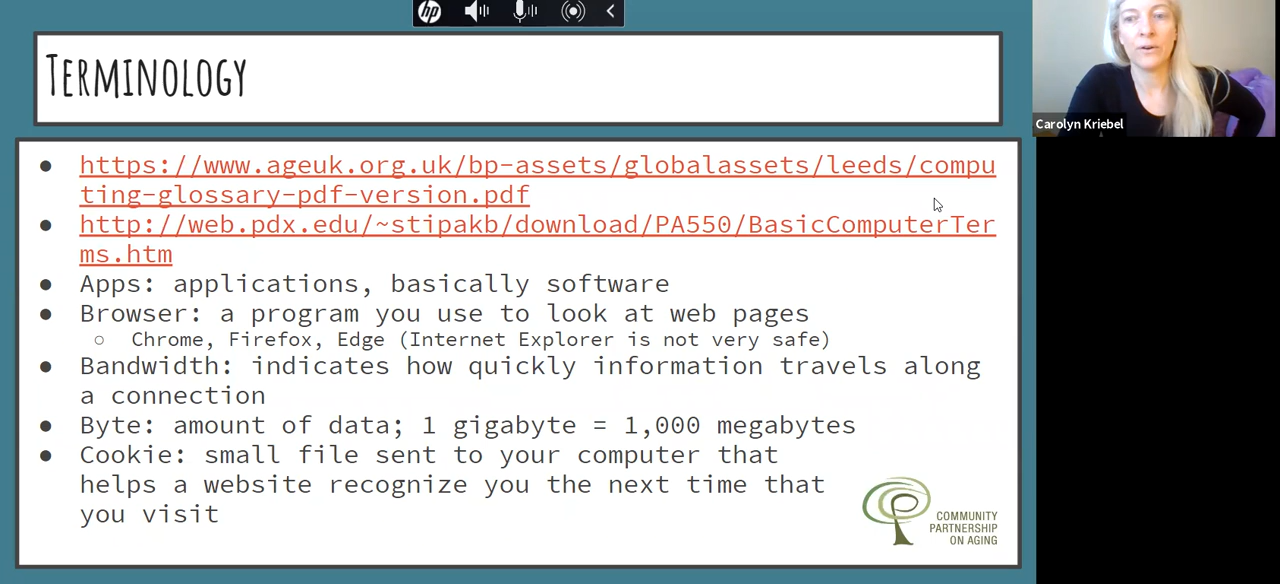 hp
TERMINOLOGY
Carolyn Kriebel
● https://www.ageuk.org.uk/bp-assets/globalassets/leeds/compu
ting-glossary-pdf-version.pdf
● http://web.pdx.edu/~stipakb/download/PA550/BasicComputerTer
ms.htm
● Apps: applications, basically software
● Browser: a program you use to look at web pages
○ Chrome, Firefox, Edge (Internet Explorer is not very safe)
● Bandwidth: indicates how quickly information travels along
a connection
● Byte: amount of data; 1 gigabyte = 1,000 megabytes
● Cookie: small file sent to your computer that
helps a website recognize you the next time that
you visit
COMMUNITY
PARTNERSHIP
ON AGING